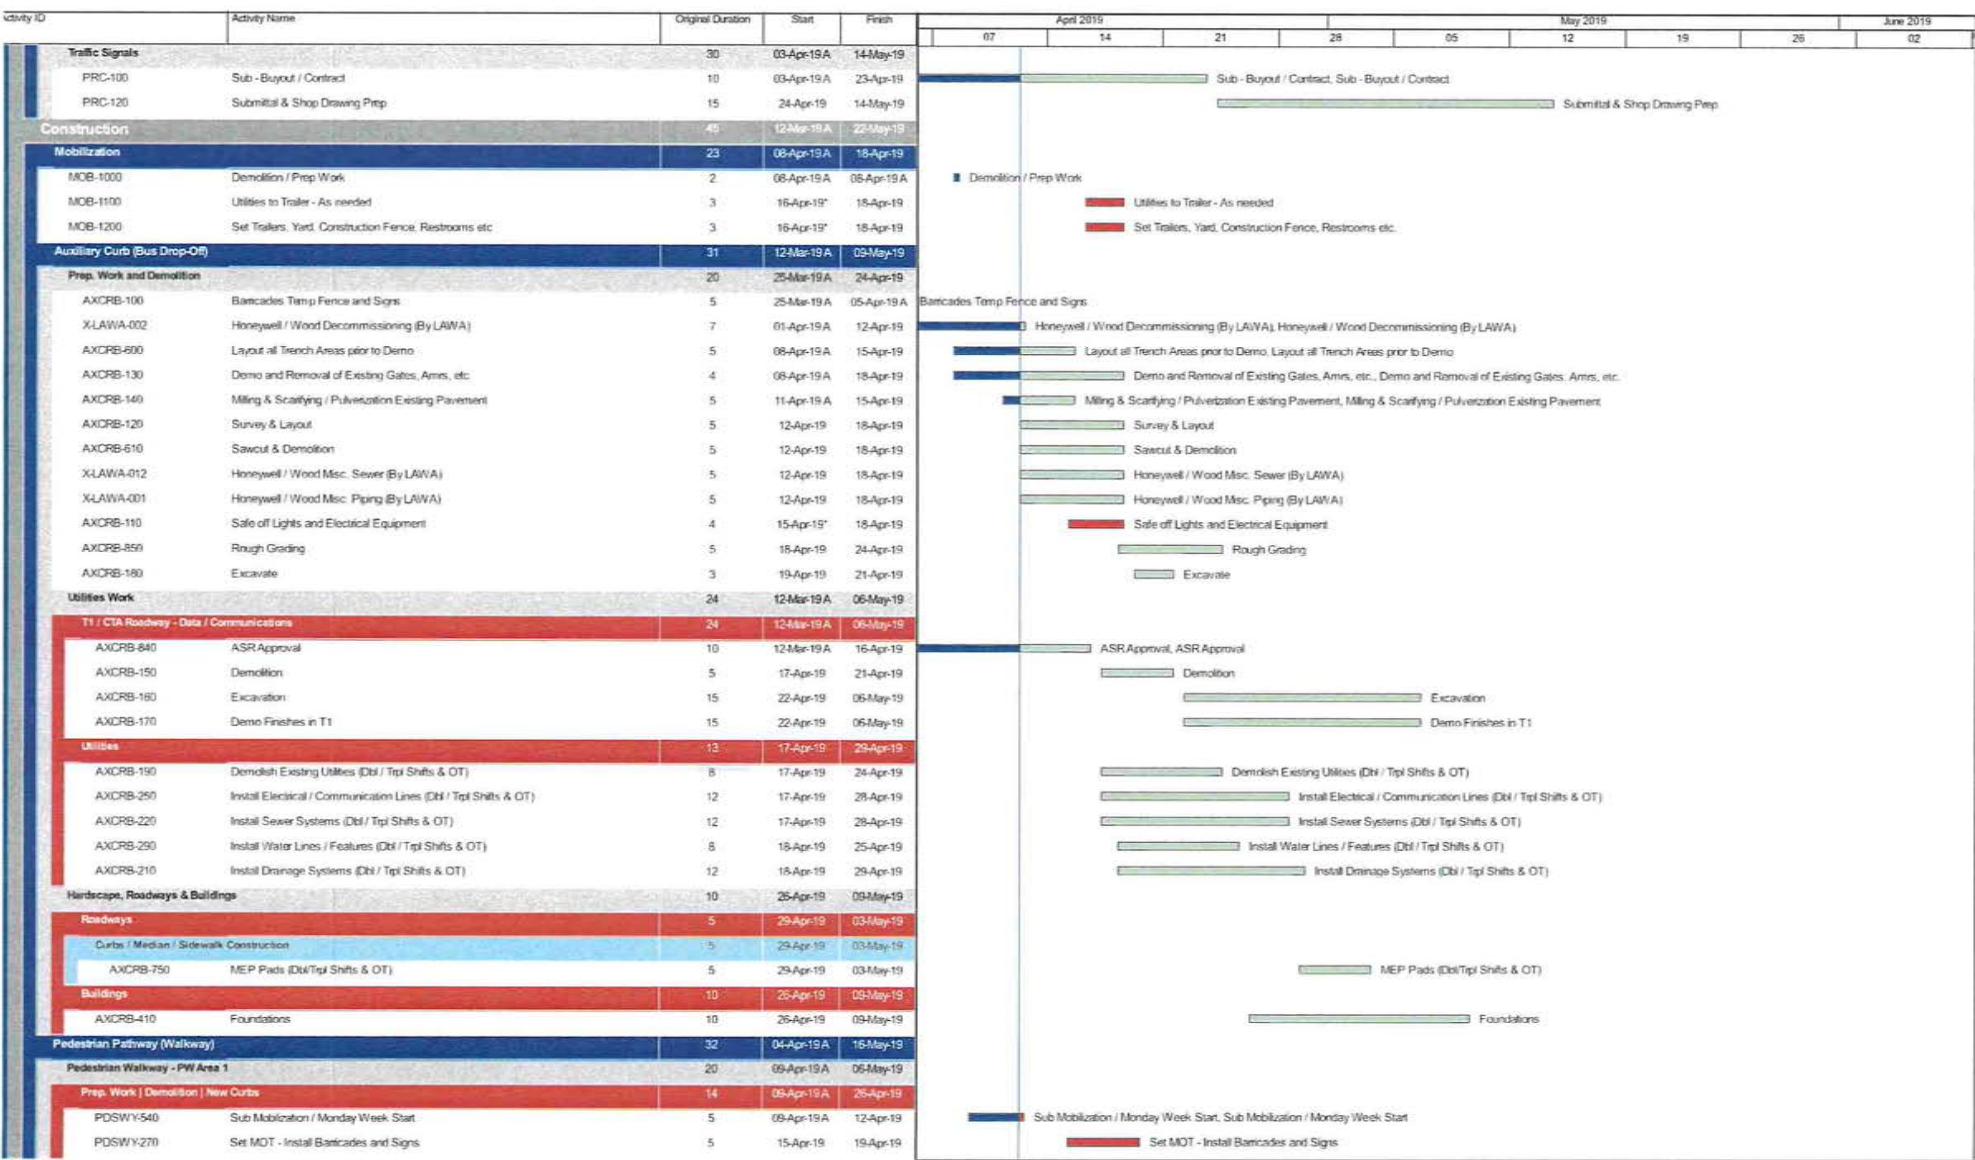 ctivity ID Activity Name Original Duration Start Finish April 2019 May 2019 June 2019
07 14 21 28 05 12 19 26 02
Traffic Signals 30 03-Apr-19 A 14-May-19
PRC-100 Sub - Buyout / Contract 10 03-Apr-19 A 23-Apr-19 Sub - Buyout / Contract, Sub - Buyout / Contract
PRC-120 Submittal & Shop Drawing Prep 15 24-Apr-19 14-May-19 Submittal & Shop Drawing Prep
Construction 45 12-Mar-19 A 22-May-19
Mobilization 23 08-Apr-19 A 18-Apr-19
MOB-1000 Demolition / Prep Work 2 08-Apr-19 A 08-Apr-19 A Demolition / Prep Work
MOB-1100 Utilities to Trailer - As needed 3 16-Apr-19* 18-Apr-19 Utilities to Trailer - As needed
MOB-1200 Set Trailers, Yard, Construction Fence, Restrooms etc 3 16-Apr-19* 18-Apr-19 Set Trailers, Yard, Construction Fence, Restrooms etc.
Auxiliary Curb (Bus Drop-Off) 31 12-Mar-19 A 09-May-19
Prep. Work and Demolition 20 25-Mar-19 A 24-Apr-19
AXCRB-100 Barricades Temp Fence and Signs 5 25-Mar-19 A 05-Apr-19 A Barricades Temp Fence and Signs
X-LAWA-002 Honeywell / Wood Decommissioning (By LAWA) 7 01-Apr-19 A 12-Apr-19 Honeywell / Wood Decommissioning (By LAWA), Honeywell / Wood Decommissioning (By LAWA)
AXCRB-600 Layout all Trench Areas prior to Demo 5 08-Apr-19 A 15-Apr-19 Layout all Trench Areas prior to Demo, Layout all Trench Areas prior to Demo
AXCRB-130 Demo and Removal of Existing Gates, Amrs, etc. 4 08-Apr-19 A 18-Apr-19 Demo and Removal of Existing Gates, Amrs, etc., Demo and Removal of Existing Gates, Amrs, etc.
AXCRB-140 Milling & Scarifying / Pulverization Existing Pavement 5 11-Apr-19 A 15-Apr-19 Milling & Scarifying / Pulverization Existing Pavement, Milling & Scarifying / Pulverization Existing Pavement
AXCRB-120 Survey & Layout 5 12-Apr-19 18-Apr-19 Survey & Layout
AXCRB-610 Sawcut & Demolition 5 12-Apr-19 18-Apr-19 Sawcut & Demolition
X-LAWA-012 Honeywell / Wood Misc. Sewer (By LAWA) 5 12-Apr-19 18-Apr-19 Honeywell / Wood Misc. Sewer (By LAWA)
X-LAWA-001 Honeywell / Wood Misc. Piping (By LAWA) 5 12-Apr-19 18-Apr-19 Honeywell / Wood Misc. Piping (By LAWA)
AXCRB-110 Safe off Lights and Electrical Equipment 4 15-Apr-19* 18-Apr-19 Safe off Lights and Electrical Equipment
AXCRB-850 Rough Grading 5 18-Apr-19 24-Apr-19 Rough Grading
AXCRB-180 Excavate 3 19-Apr-19 21-Apr-19 Excavate
Utilities Work 24 12-Mar-19 A 06-May-19
T1 / CTA Roadway - Data / Communications 24 12-Mar-19 A 06-May-19
AXCRB-840 ASR Approval 10 12-Mar-19 A 16-Apr-19 ASR Approval, ASR Approval
AXCRB-150 Demolition 5 17-Apr-19 21-Apr-19 Demolition
AXCRB-160 Excavation 15 22-Apr-19 06-May-19 Excavation
AXCRB-170 Demo Finishes in T1 15 22-Apr-19 06-May-19 Demo Finishes in T1
Utilities 13 17-Apr-19 29-Apr-19
AXCRB-190 Demolish Existing Utilities (Dbl / Trpl Shifts & OT) 8 17-Apr-19 24-Apr-19 Demolish Existing Utilities (Dbl / Trpl Shifts & OT)
AXCRB-250 Install Electrical / Communication Lines (Dbl / Trpl Shifts & OT) 12 17-Apr-19 28-Apr-19 Install Electrical / Communication Lines (Dbl / Trpl Shifts & OT)
AXCRB-220 Install Sewer Systems (Dbl / Trpl Shifts & OT) 12 17-Apr-19 28-Apr-19 Install Sewer Systems (Dbl / Trpl Shifts & OT)
AXCRB-290 Install Water Lines / Features (Dbl / Trpl Shifts & OT) 8 18-Apr-19 25-Apr-19 Install Water Lines / Features (Dbl / Trpl Shifts & OT)
AXCRB-210 Install Drainage Systems (Dbl / Trpl Shifts & OT) 12 18-Apr-19 29-Apr-19 Install Drainage Systems (Dbl / Trpl Shifts & OT)
Hardscape, Roadways & Buildings 10 26-Apr-19 09-May-19
Roadways 5 29-Apr-19 03-May-19
Curbs / Median / Sidewalk Construction 5 29-Apr-19 03-May-19
AXCRB-750 MEP Pads (Dbl/Trpl Shifts & OT) 5 29-Apr-19 03-May-19 MEP Pads (Dbl/Trpl Shifts & OT)
Buildings 10 26-Apr-19 09-May-19
AXCRB-410 Foundations 10 26-Apr-19 09-May-19 Foundations
Pedestrian Pathway (Walkway) 32 04-Apr-19 A 16-May-19
Pedestrian Walkway - PW Area 1 20 09-Apr-19 A 06-May-19
Prep. Work | Demolition | New Curbs 14 09-Apr-19 A 26-Apr-19
PDSWY-540 Sub Mobilization / Monday Week Start 5 09-Apr-19 A 12-Apr-19 Sub Mobilization / Monday Week Start, Sub Mobilization / Monday Week Start
PDSWY-270 Set MOT - Install Barricades and Signs 5 15-Apr-19 19-Apr-19 Set MOT - Install Barricades and Signs